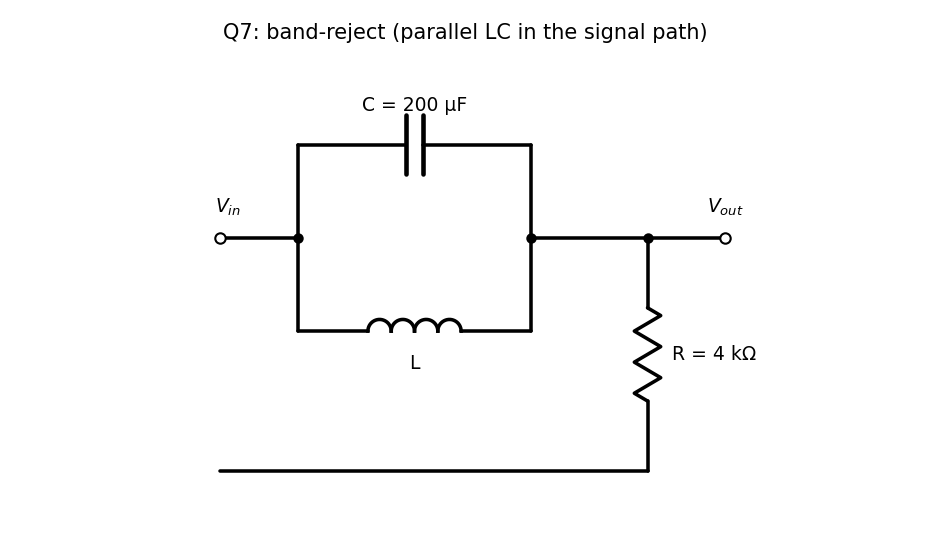 Q7: band-reject (parallel LC in the signal path)
C = 200 µF
V_in
V_out
L
R = 4 kΩ